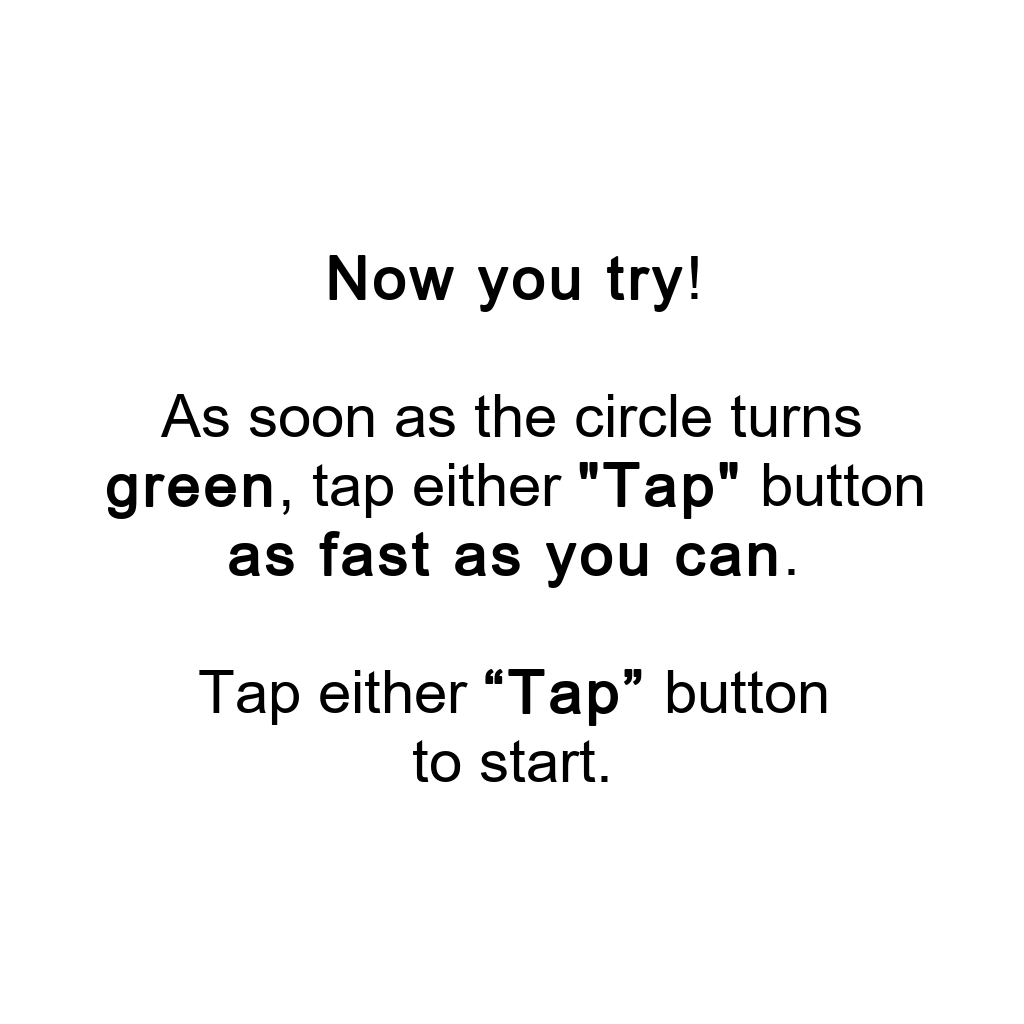 Now you try!
As soon as the circle turns
green, tap either "Tap" button
as fast as you can.
Tap either “Tap” button
to start.